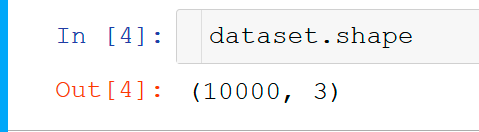 In [4]: dataset.shape
Out[4]: (10000, 3)